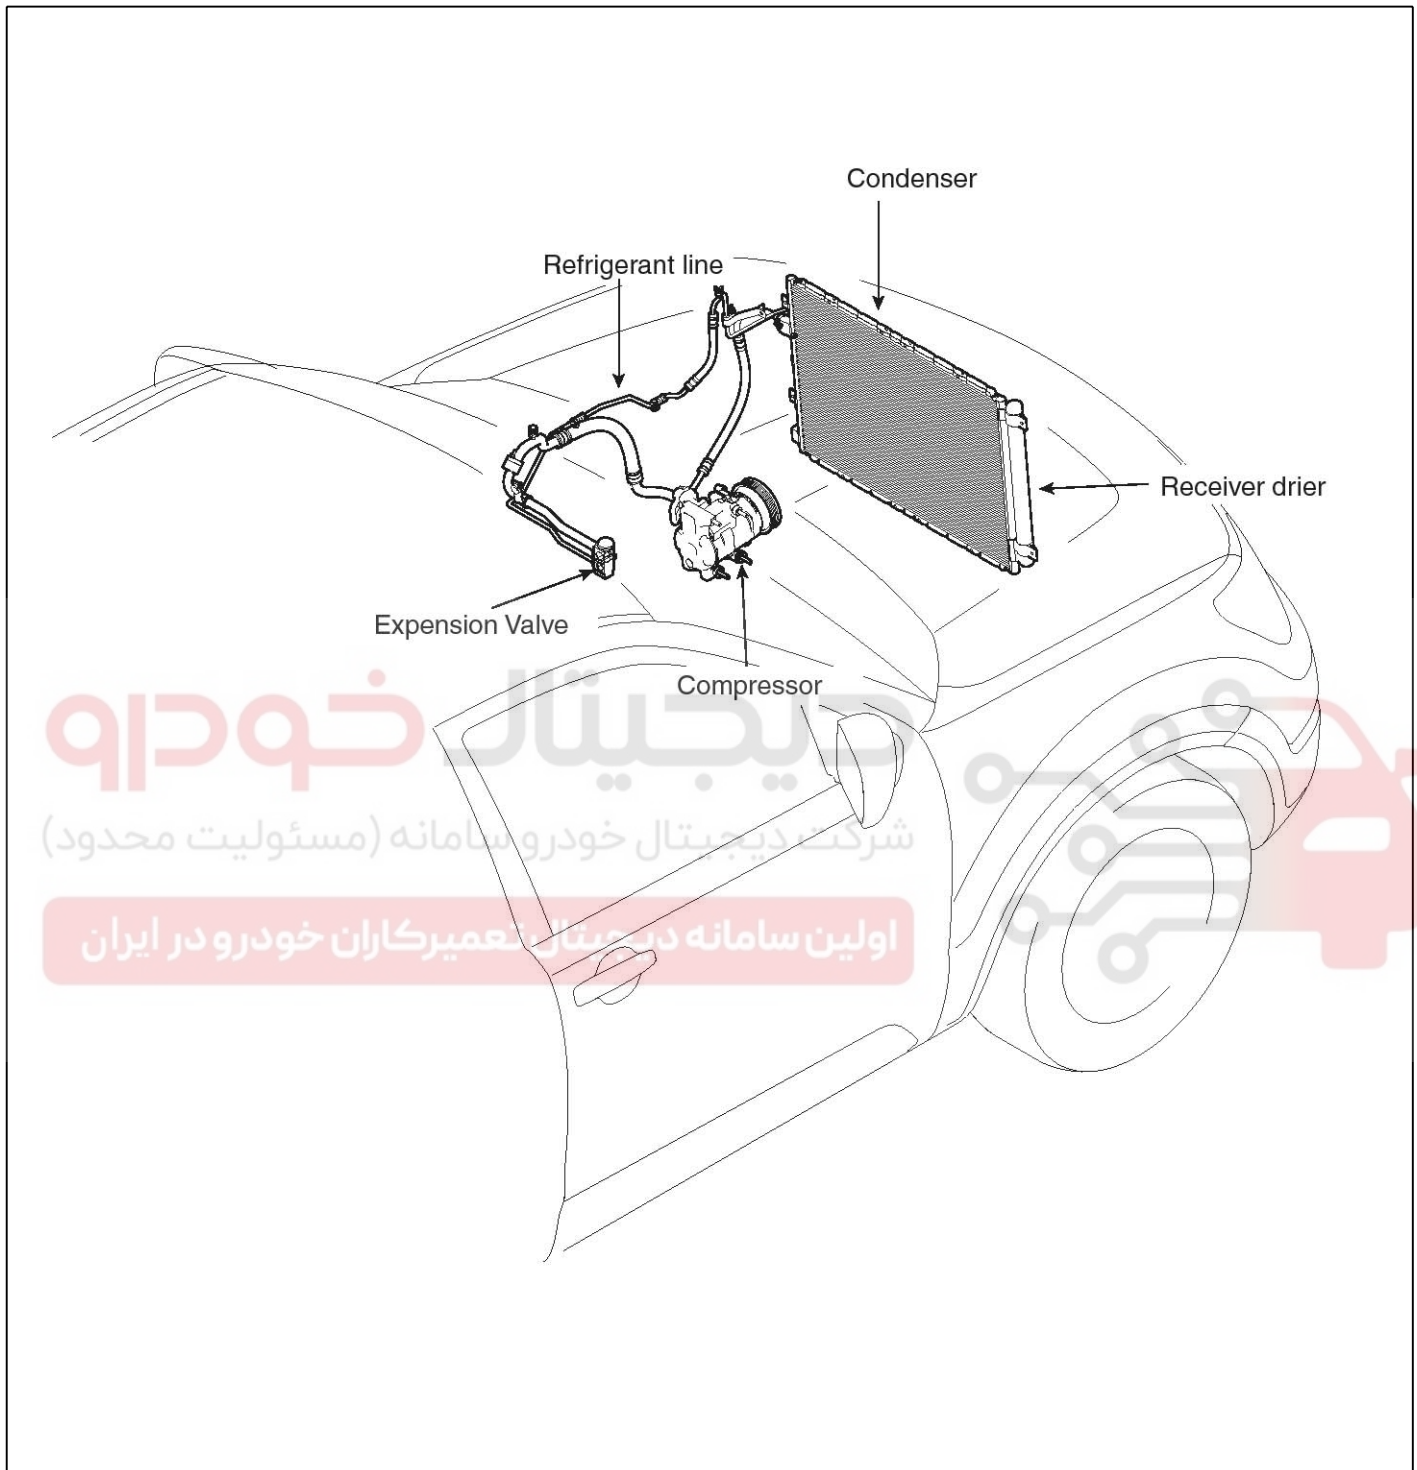 Condenser
Refrigerant line
Receiver drier
Expension Valve
Compressor
دیجیتال خودرو
شرکت دیجیتال خودرو سامانه (مسئولیت محدود)
اولین سامانه دیجیتال تعمیرکاران خودرو در ایران